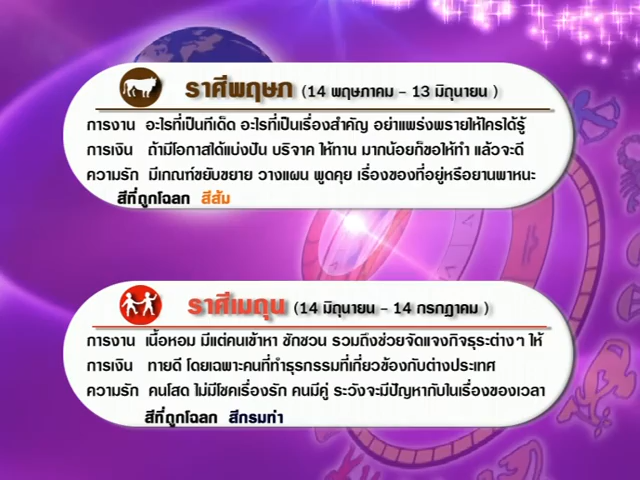 ราศีพฤษภ (14 พฤษภาคม - 13 มิถุนายน )
การงาน อะไรที่เป็นทีเด็ด อะไรที่เป็นเรื่องสำคัญ อย่าแพร่งพรายให้ใครได้รู้
การเงิน ถ้ามีโอกาสได้แบ่งปัน บริจาค ให้ทาน มากน้อยก็ขอให้ทำ แล้วจะดี
ความรัก มีเกณฑ์ขยับขยาย วางแผน พูดคุย เรื่องของที่อยู่หรือยานพาหนะ
สีที่ถูกโฉลก สีส้ม
ราศีเมถุน (14 มิถุนายน - 14 กรกฎาคม )
การงาน เนื้อหอม มีแต่คนเข้าหา ชักชวน รวมถึงช่วยจัดแจงกิจธุระต่างๆ ให้
การเงิน ทายดี โดยเฉพาะคนที่ทำธุรกรรมที่เกี่ยวข้องกับต่างประเทศ
ความรัก คนโสด ไม่มีโชคเรื่องรัก คนมีคู่ ระวังจะมีปัญหากับในเรื่องของเวลา
สีที่ถูกโฉลก สีกรมท่า